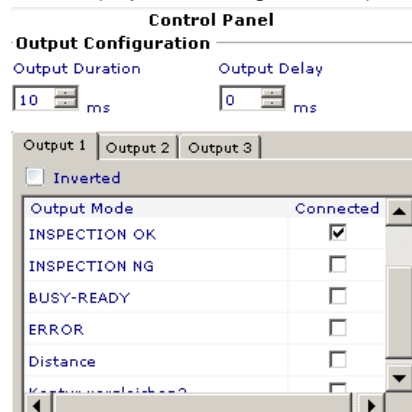 Control Panel
Output Configuration
Output Duration Output Delay
10 ms 0 ms
Output 1 Output 2 Output 3
Inverted
Output Mode Connected
INSPECTION OK
INSPECTION NG
BUSY-READY
ERROR
Distance